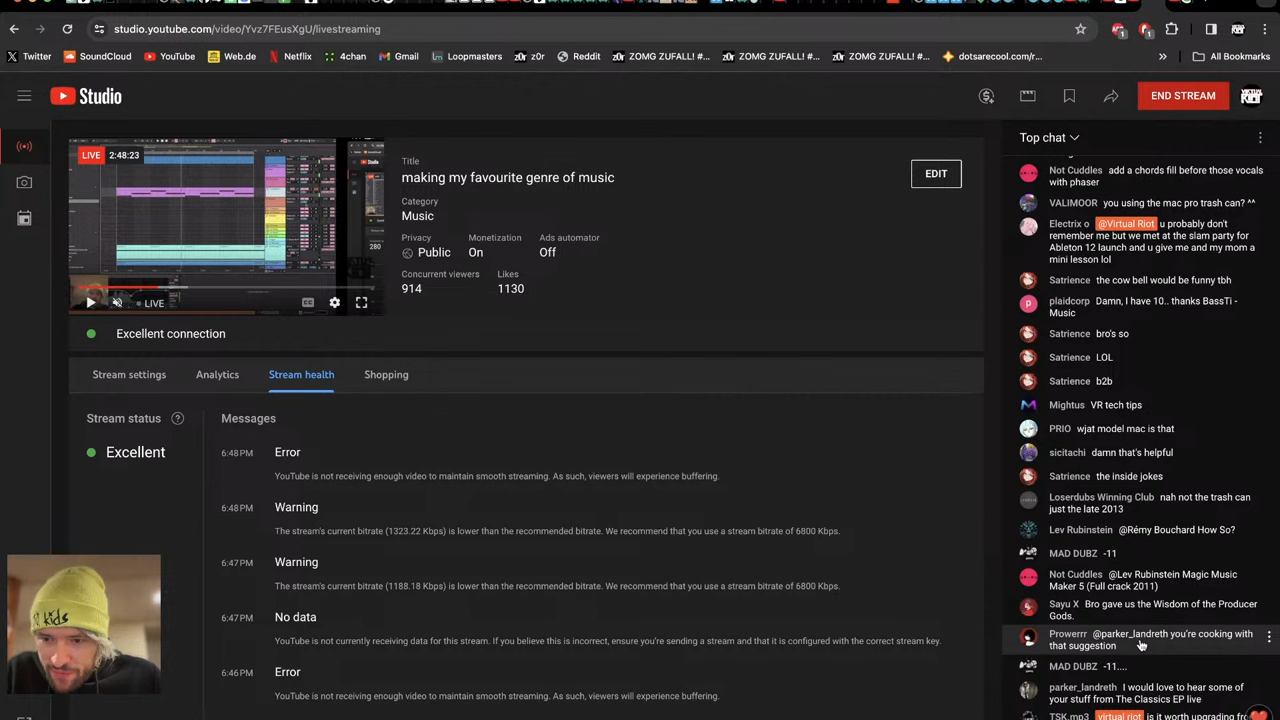 studio.youtube.com/video/Yvz7FEusXgU/livestreaming
Twitter SoundCloud YouTube Web.de Netflix 4chan Gmail Loopmasters z0r Reddit ZOMG ZUFALL! #... ZOMG ZUFALL! #... ZOMG ZUFALL! #... dotsarecool.com/r... » All Bookmarks
Studio
END STREAM
LIVE 2:48:23
LIVE
Title
making my favourite genre of music
EDIT
Category
Music
Privacy Monetization Ads automator
Public On Off
Concurrent viewers Likes
914 1130
Excellent connection
Stream settings Analytics Stream health Shopping
Stream status
Excellent
Messages
6:48 PM Error
YouTube is not receiving enough video to maintain smooth streaming. As such, viewers will experience buffering.
6:48 PM Warning
The stream's current bitrate (1323.22 Kbps) is lower than the recommended bitrate. We recommend that you use a stream bitrate of 6800 Kbps.
6:47 PM Warning
The stream's current bitrate (1188.18 Kbps) is lower than the recommended bitrate. We recommend that you use a stream bitrate of 6800 Kbps.
6:47 PM No data
YouTube is not currently receiving data for this stream. If you believe this is incorrect, ensure you're sending a stream and that it is configured with the correct stream key.
6:46 PM Error
YouTube is not receiving enough video to maintain smooth streaming. As such, viewers will experience buffering.
kids
Top chat
Not Cuddles add a chords fill before those vocals
with phaser
VALIMOOR you using the mac pro trash can? ^^
Electrix o @Virtual Riot u probably don't
remember me but we met at the slam party for
Ableton 12 launch and u give me and my mom a
mini lesson lol
Satrience the cow bell would be funny tbh
plaidcorp Damn, I have 10.. thanks BassTi -
Music
Satrience bro's so
Satrience LOL
Satrience b2b
Mightus VR tech tips
PRIO wjat model mac is that
sicitachi damn that's helpful
Satrience the inside jokes
Loserdubs Winning Club nah not the trash can
just the late 2013
Lev Rubinstein @Rémy Bouchard How So?
MAD DUBZ -11
Not Cuddles @Lev Rubinstein Magic Music
Maker 5 (Full crack 2011)
Sayu X Bro gave us the Wisdom of the Producer
Gods.
Prowerrr @parker_landreth you're cooking with
that suggestion
MAD DUBZ -11....
parker_landreth I would love to hear some of
your stuff from The Classics EP live
TSK.mp3 virtual riot is it worth upgrading